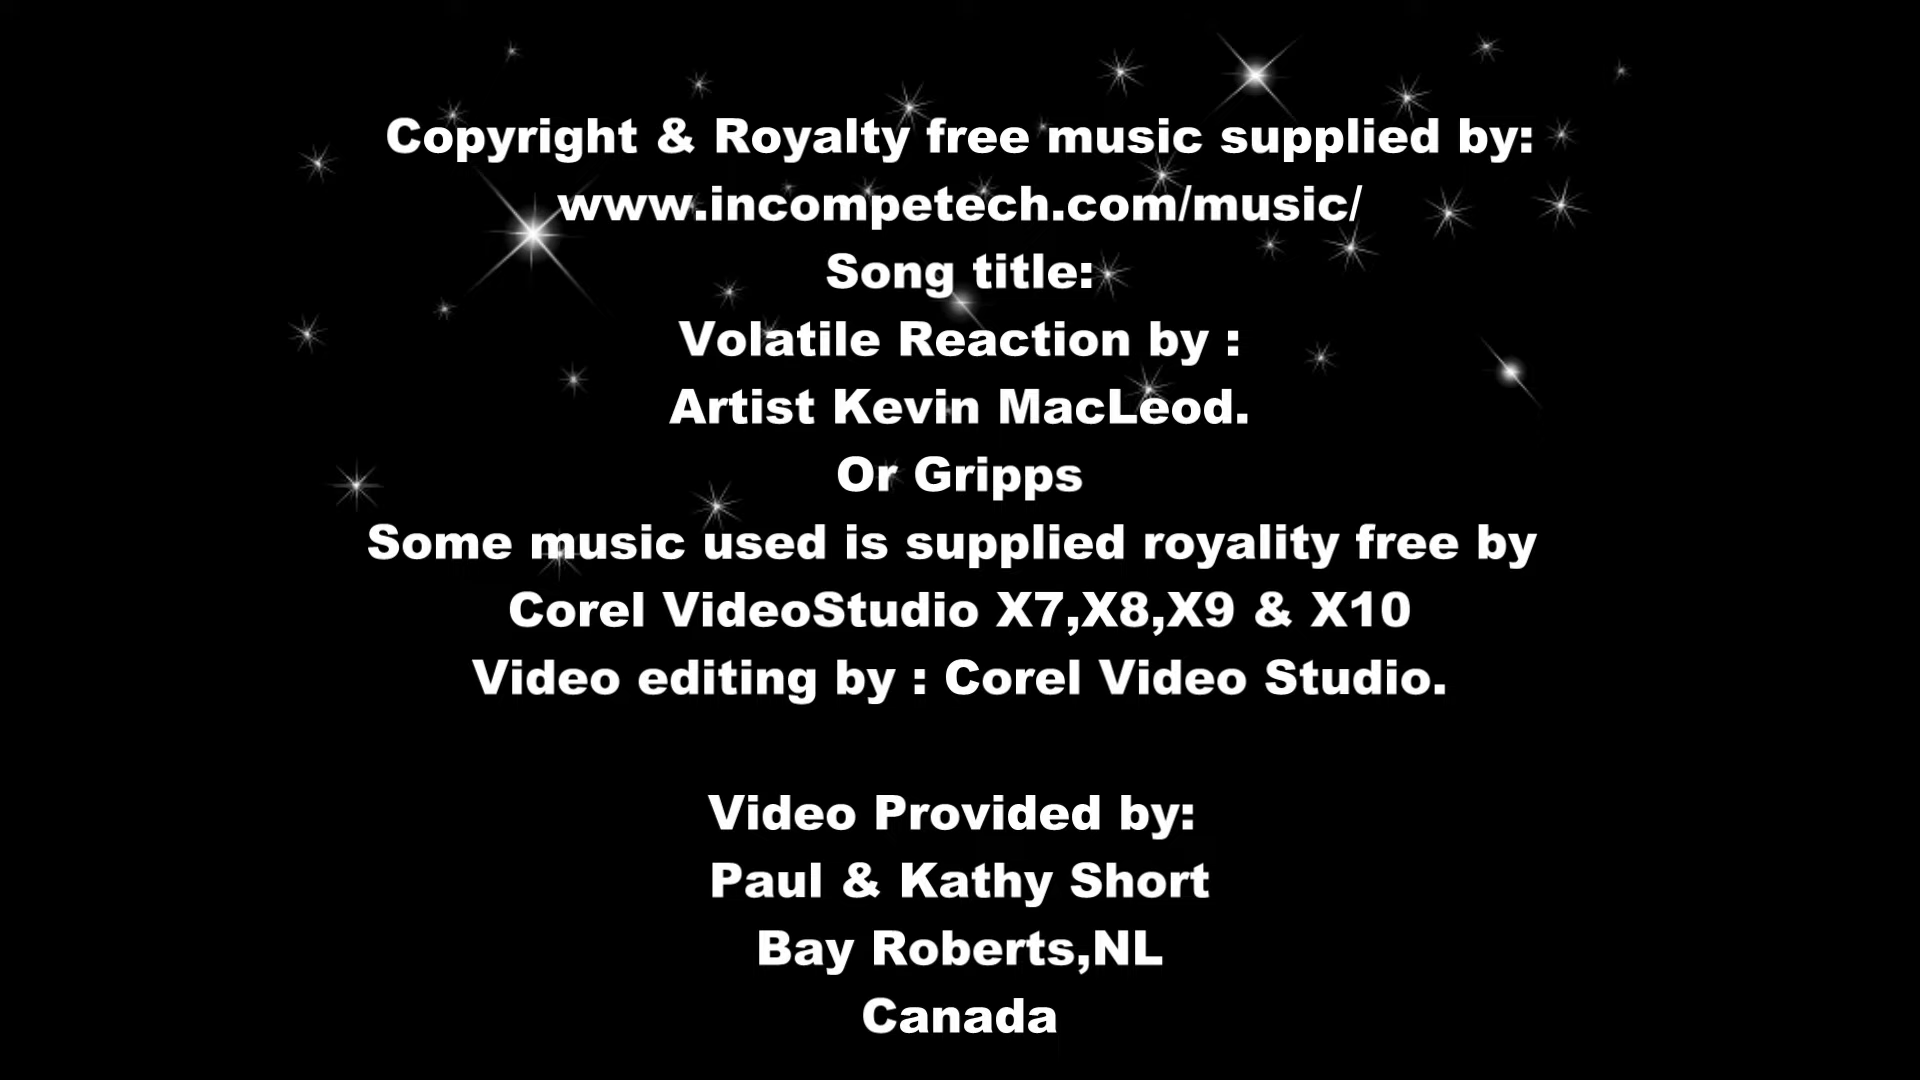 Copyright & Royalty free music supplied by:
www.incompetech.com/music/
Song title:
Volatile Reaction by :
Artist Kevin MacLeod.
Or Gripps
Some music used is supplied royality free by
Corel VideoStudio X7,X8,X9 & X10
Video editing by : Corel Video Studio.
Video Provided by:
Paul & Kathy Short
Bay Roberts,NL
Canada